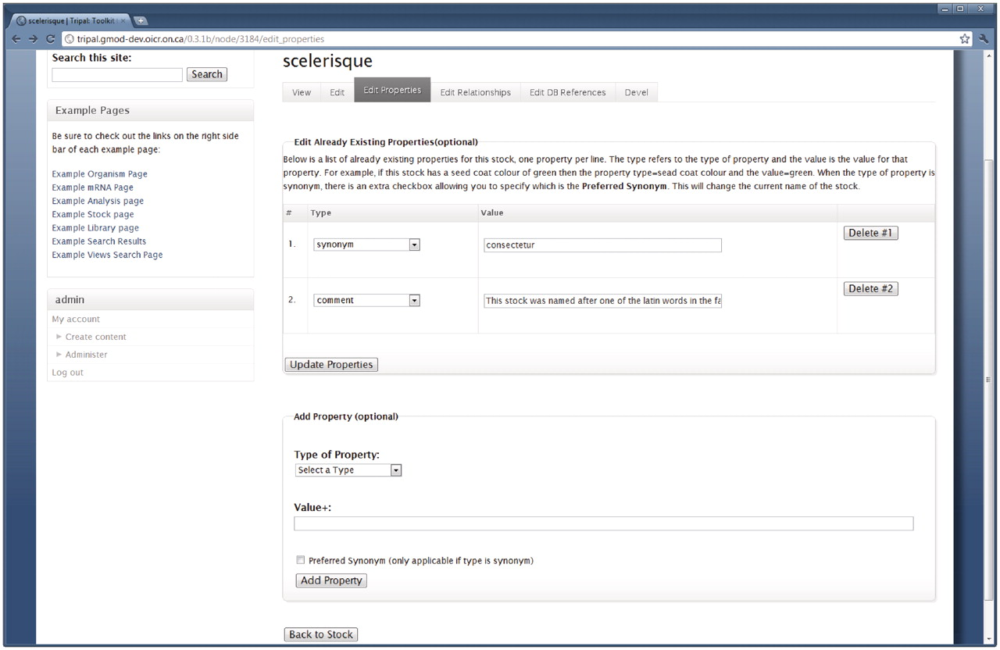 scelerisque | Tripal: Toolkit
tripal.gmod-dev.oicr.on.ca/0.3.1b/node/3184/edit_properties
Search this site:
Search
Example Pages
Be sure to check out the links on the right side
bar of each example page:
Example Organism Page
Example mRNA Page
Example Analysis page
Example Stock page
Example Library page
Example Search Results
Example Views Search Page
admin
My account
Create content
Administer
Log out
scelerisque
View Edit Edit Properties Edit Relationships Edit DB References Devel
Edit Already Existing Properties(optional)
Below is a list of already existing properties for this stock, one property per line. The type refers to the type of property and the value is the value for that
property. For example, if this stock has a seed coat colour of green then the property type=sead coat colour and the value=green. When the type of property is
synonym, there is an extra checkbox allowing you to specify which is the Preferred Synonym. This will change the current name of the stock.
# Type Value
1. synonym consectetur Delete #1
2. comment This stock was named after one of the latin words in the fa Delete #2
Update Properties
Add Property (optional)
Type of Property:
Select a Type
Value+:
Preferred Synonym (only applicable if type is synonym)
Add Property
Back to Stock